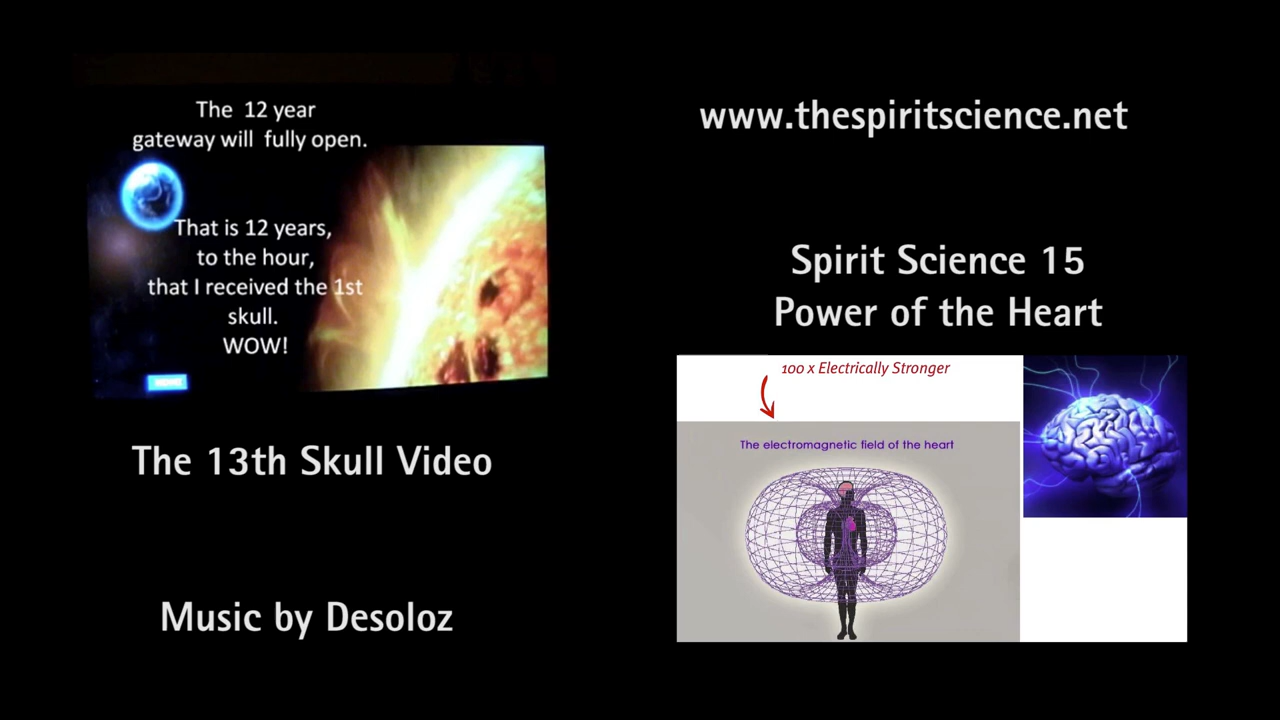 The 12 year
gateway will fully open.
That is 12 years,
to the hour,
that I received the 1st
skull.
WOW!
The 13th Skull Video
Music by Desoloz
www.thespiritscience.net
Spirit Science 15
Power of the Heart
100 x Electrically Stronger
The electromagnetic field of the heart